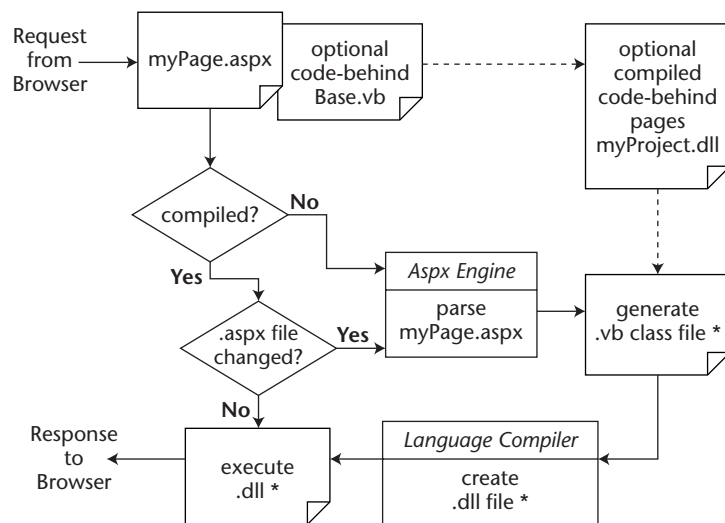 Request
from
Browser
myPage.aspx
optional
code-behind
Base.vb
optional
compiled
code-behind
pages
myProject.dll
compiled?
No
Yes
Aspx Engine
parse
myPage.aspx
generate
.vb class file *
.aspx file
changed?
Yes
No
Response
to
Browser
execute
.dll *
Language Compiler
create
.dll file *